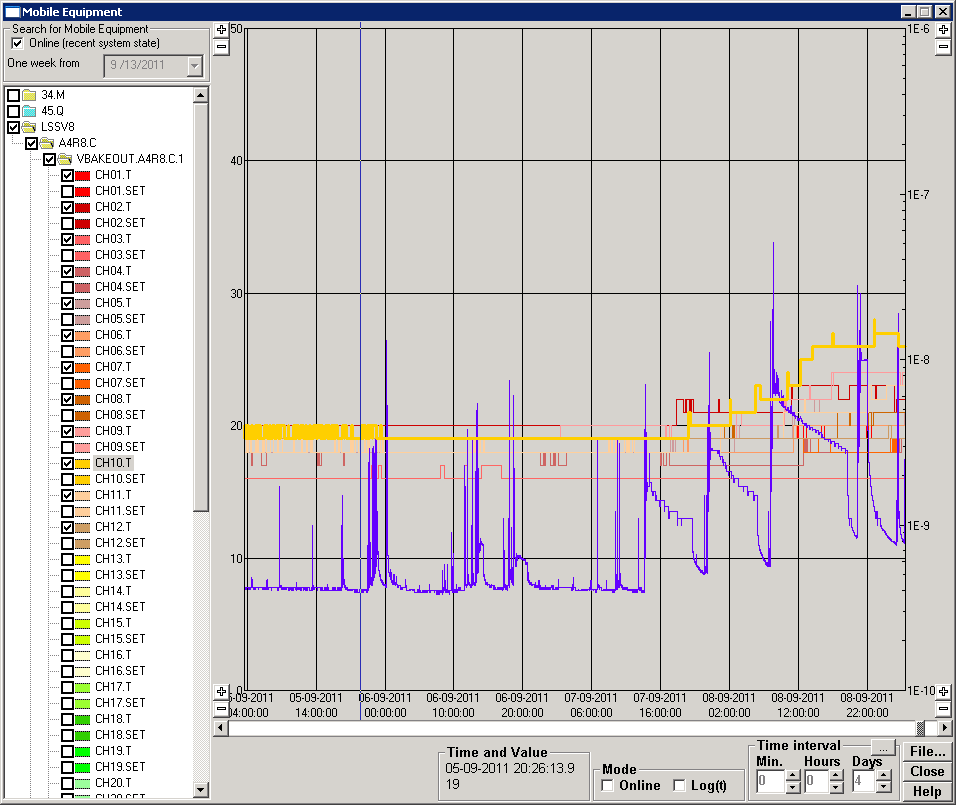 Mobile Equipment
Search for Mobile Equipment
Online (recent system state)
One week from
9 /13/2011
34.M
45.Q
LSSV8
A4R8.C
VBAKEOUT.A4R8.C.1
CH01.T
CH01.SET
CH02.T
CH02.SET
CH03.T
CH03.SET
CH04.T
CH04.SET
CH05.T
CH05.SET
CH06.T
CH06.SET
CH07.T
CH07.SET
CH08.T
CH08.SET
CH09.T
CH09.SET
CH10.T
CH10.SET
CH11.T
CH11.SET
CH12.T
CH12.SET
CH13.T
CH13.SET
CH14.T
CH14.SET
CH15.T
CH15.SET
CH16.T
CH16.SET
CH17.T
CH17.SET
CH18.T
CH18.SET
CH19.T
CH19.SET
CH20.T
50
40
30
20
10
0
1E-6
1E-7
1E-8
1E-9
1E-10
5-09-2011 05-09-2011 06-09-2011 06-09-2011 06-09-2011 07-09-2011 07-09-2011 08-09-2011 08-09-2011 08-09-2011
04:00:00 14:00:00 00:00:00 10:00:00 20:00:00 06:00:00 16:00:00 02:00:00 12:00:00 22:00:00
Time and Value
05-09-2011 20:26:13.9
19
Mode
Online Log(t)
Time interval ...
Min. Hours Days
0 0 4
File...
Close
Help